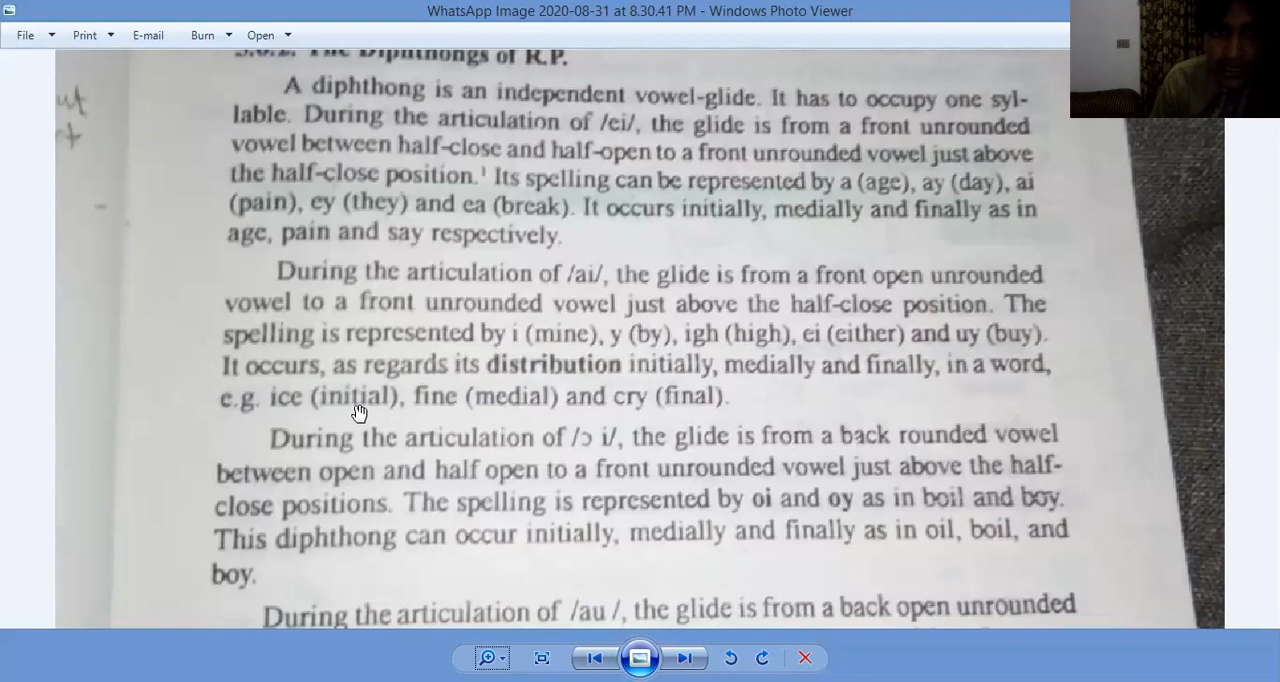 WhatsApp Image 2020-08-31 at 8.30.41 PM - Windows Photo Viewer
File Print E-mail Burn Open
The Diphthongs of R.P.
A diphthong is an independent vowel-glide. It has to occupy one syl-
lable. During the articulation of /ei/, the glide is from a front unrounded
vowel between half-close and half-open to a front unrounded vowel just above
the half-close position.¹ Its spelling can be represented by a (age), ay (day), ai
(pain), ey (they) and ea (break). It occurs initially, medially and finally as in
age, pain and say respectively.
During the articulation of /ai/, the glide is from a front open unrounded
vowel to a front unrounded vowel just above the half-close position. The
spelling is represented by i (mine), y (by), igh (high), ei (either) and uy (buy).
It occurs, as regards its distribution initially, medially and finally, in a word,
e.g. ice (initial), fine (medial) and cry (final).
During the articulation of /ɔ i/, the glide is from a back rounded vowel
between open and half open to a front unrounded vowel just above the half-
close positions. The spelling is represented by oi and oy as in boil and boy.
This diphthong can occur initially, medially and finally as in oil, boil, and
boy.
During the articulation of /au /, the glide is from a back open unrounded